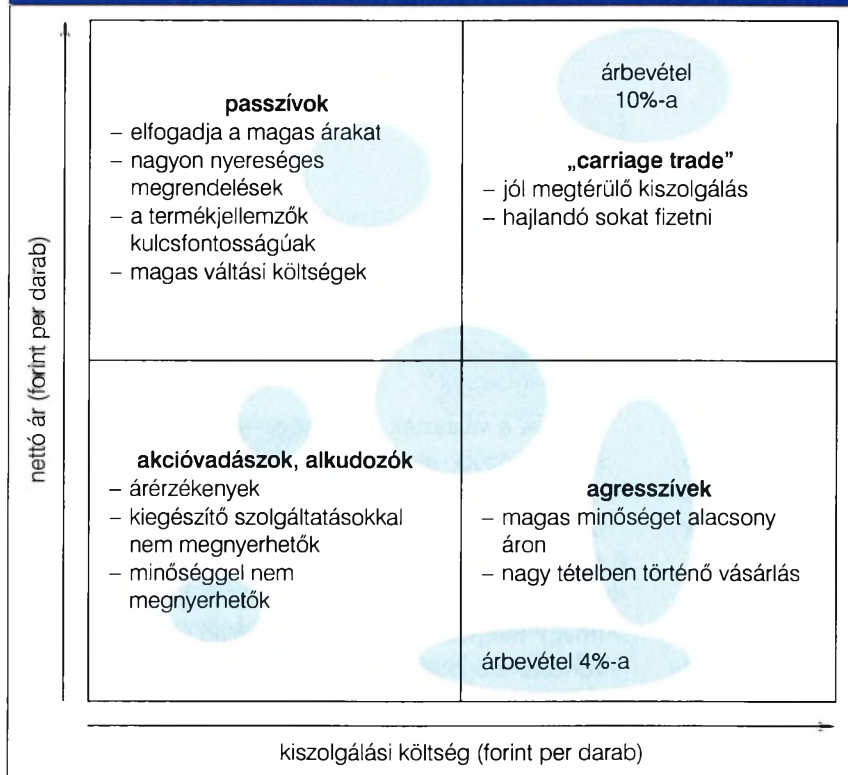 nettó ár (forint per darab)
passzívok
– elfogadja a magas árakat
– nagyon nyereséges
megrendelések
– a termékjellemzők
kulcsfontosságúak
– magas váltási költségek
árbevétel
10%-a
„carriage trade”
– jól megtérülő kiszolgálás
– hajlandó sokat fizetni
akcióvadászok, alkudozók
– árérzékenyek
– kiegészítő szolgáltatásokkal
nem megnyerhetők
– minőséggel nem
megnyerhetők
agresszívek
– magas minőséget alacsony
áron
– nagy tételben történő vásárlás
árbevétel 4%-a
kiszolgálási költség (forint per darab)